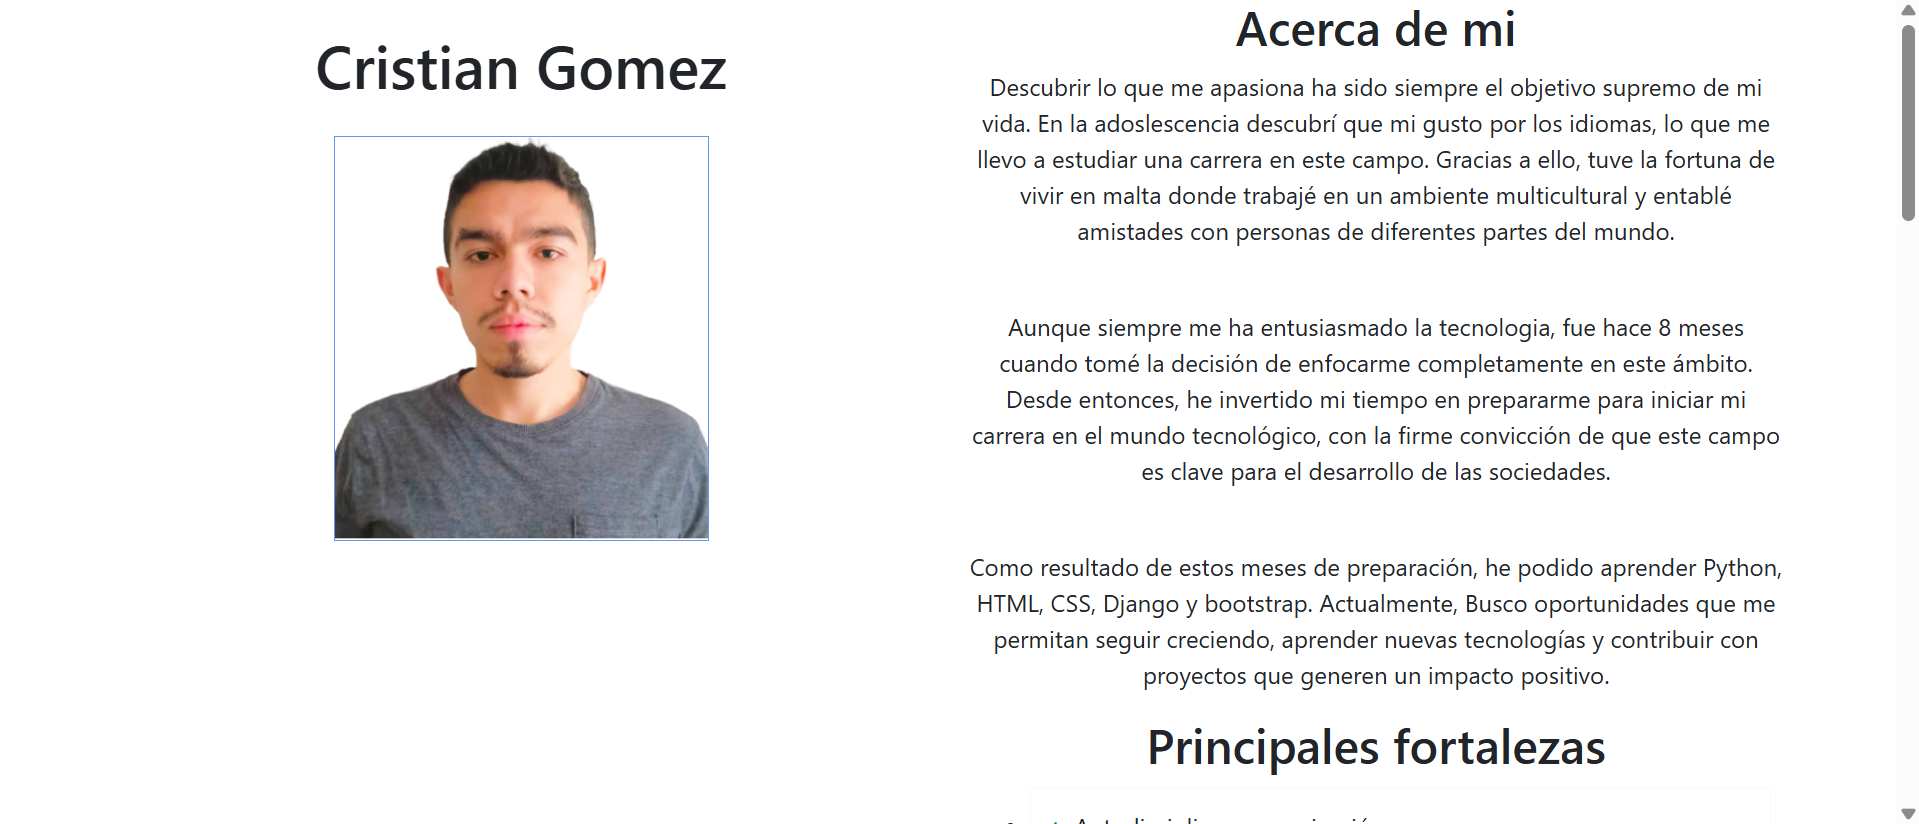 Cristian Gomez
Acerca de mi
Descubrir lo que me apasiona ha sido siempre el objetivo supremo de mi
vida. En la adoslescencia descubrí que mi gusto por los idiomas, lo que me
llevo a estudiar una carrera en este campo. Gracias a ello, tuve la fortuna de
vivir en malta donde trabajé en un ambiente multicultural y entablé
amistades con personas de diferentes partes del mundo.
Aunque siempre me ha entusiasmado la tecnologia, fue hace 8 meses
cuando tomé la decisión de enfocarme completamente en este ámbito.
Desde entonces, he invertido mi tiempo en prepararme para iniciar mi
carrera en el mundo tecnológico, con la firme convicción de que este campo
es clave para el desarrollo de las sociedades.
Como resultado de estos meses de preparación, he podido aprender Python,
HTML, CSS, Django y bootstrap. Actualmente, Busco oportunidades que me
permitan seguir creciendo, aprender nuevas tecnologías y contribuir con
proyectos que generen un impacto positivo.
Principales fortalezas